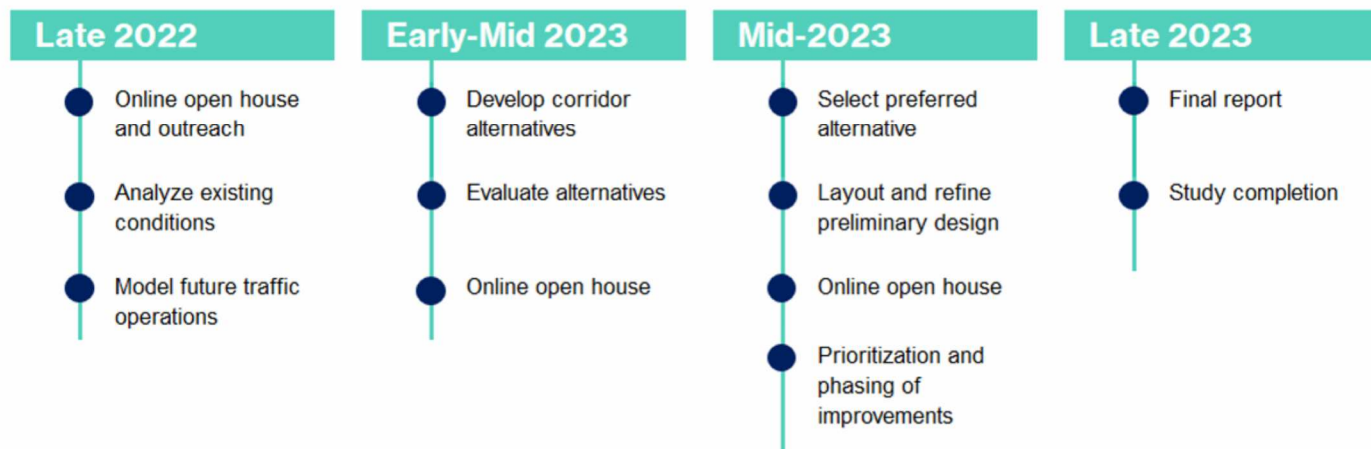 Late 2022
Online open house
and outreach
Analyze existing
conditions
Model future traffic
operations
Early-Mid 2023
Develop corridor
alternatives
Evaluate alternatives
Online open house
Mid-2023
Select preferred
alternative
Layout and refine
preliminary design
Online open house
Prioritization and
phasing of
improvements
Late 2023
Final report
Study completion